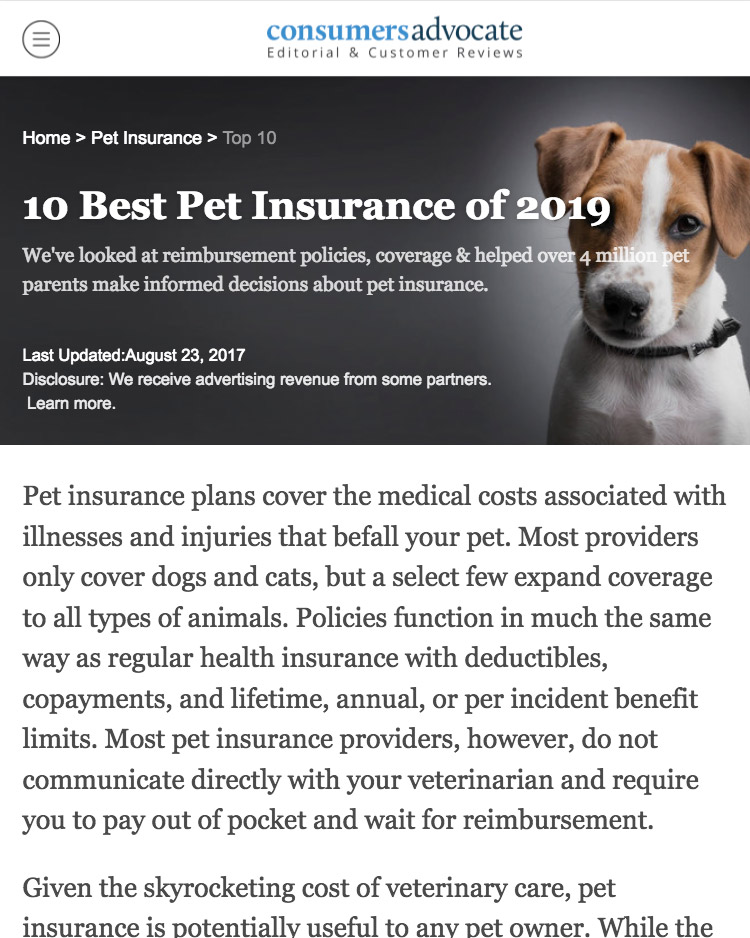 consumersadvocate
Editorial & Customer Reviews
Home > Pet Insurance > Top 10
10 Best Pet Insurance of 2019
We've looked at reimbursement policies, coverage & helped over 4 million pet
parents make informed decisions about pet insurance.
Last Updated:August 23, 2017
Disclosure: We receive advertising revenue from some partners.
Learn more.
Pet insurance plans cover the medical costs associated with
illnesses and injuries that befall your pet. Most providers
only cover dogs and cats, but a select few expand coverage
to all types of animals. Policies function in much the same
way as regular health insurance with deductibles,
copayments, and lifetime, annual, or per incident benefit
limits. Most pet insurance providers, however, do not
communicate directly with your veterinarian and require
you to pay out of pocket and wait for reimbursement.
Given the skyrocketing cost of veterinary care, pet
insurance is potentially useful to any pet owner. While the